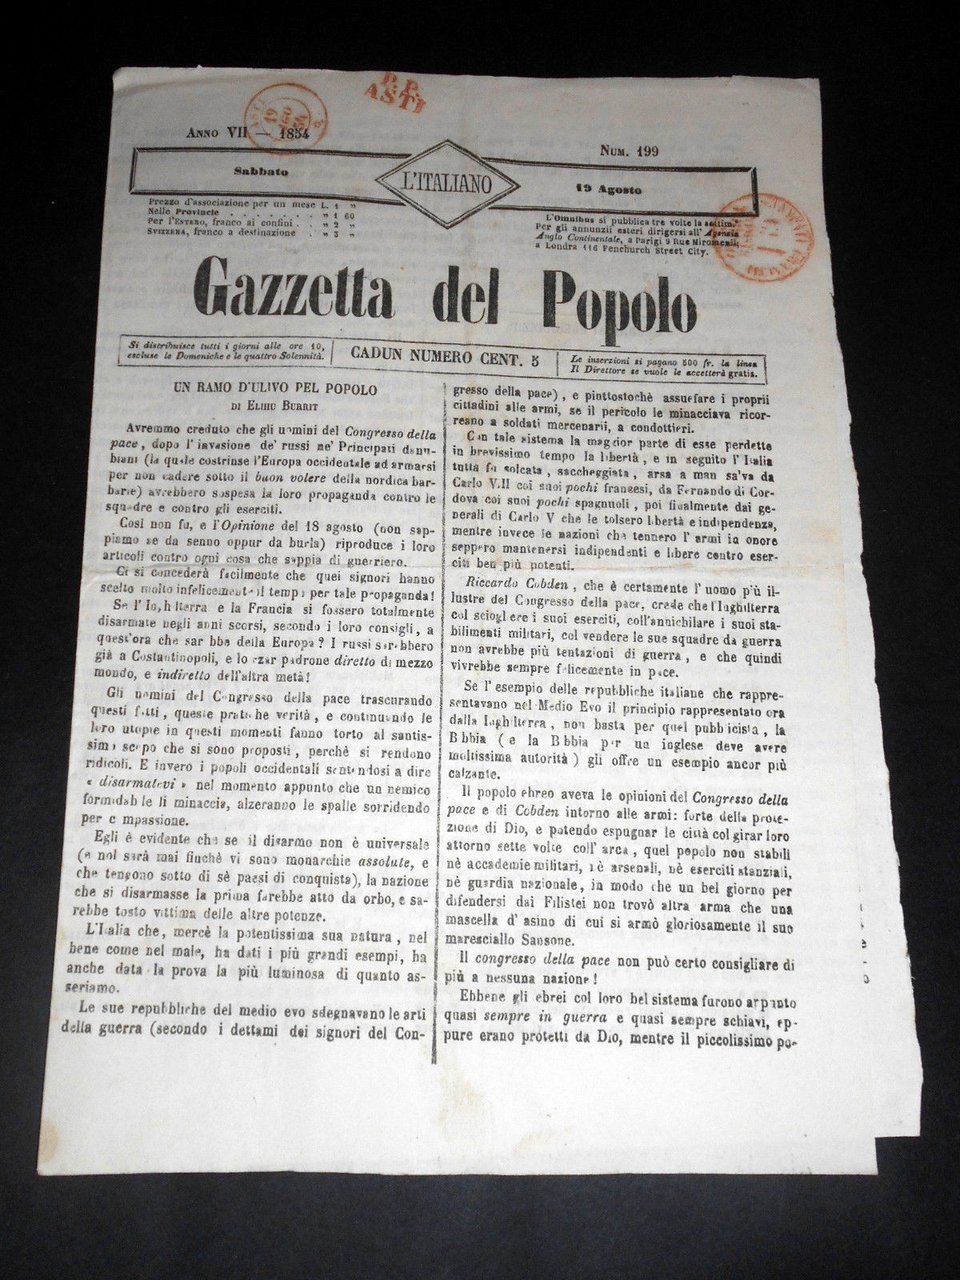 P.P.
ASTI
ASTI
19
AGO
54
Anno VII — 1854
Num. 199
Sabbato
L'ITALIANO
19 Agosto
Prezzo d'associazione per un mese L. 1 »
Nelle Provincie . . . . . . . » 1 60
Per l'Estero, franco ai confini . . » 2 »
Svizzera, franco a destinazione . . » 3 »
L'Omnibus si pubblica tre volte la settim.
Per gli annunzii esteri dirigersi all' Agenzia
Anglo Continentale, a Parigi 9 Rue Miromenil;
a Londra 116 Fenchurch Street City.
Gazzetta del Popolo
Si distribuisce tutti i giorni alle ore 10,
escluse le Domeniche e le quattro Solennità.
CADUN NUMERO CENT. 5
Le inserzioni si pagano 500 fr. la linea
Il Direttore se vuole le accetterà gratis.
UN RAMO D'ULIVO PEL POPOLO
di Elihu Burrit
Avremmo creduto che gli uomini del Congresso della
pace, dopo l'invasione de' russi ne' Principati danu-
biani (la quale costrinse l'Europa occidentale ad armarsi
per non cadere sotto il buon volere della nordica bar-
barie) avrebbero sospesa la loro propaganda contro le
squadre e contro gli eserciti.
Così non fu, e l'Opinione del 18 agosto (non sap-
piamo se da senno oppur da burla) riproduce i loro
articoli contro ogni cosa che sappia di guerriero.
Ci si concederà facilmente che quei signori hanno
scelto molto infelicemente il tempo per tale propaganda!
Se l'Inghilterra e la Francia si fossero totalmente
disarmate negli anni scorsi, secondo i loro consigli, a
quest'ora che sarebbe della Europa? I russi sarebbero
già a Costantinopoli, e lo czar padrone diretto di mezzo
mondo, e indiretto dell'altra metà!
Gli uomini del Congresso della pace trascurando
questi fatti, queste pratiche verità, e continuando le
loro utopie in questi momenti fanno torto al santis-
simo scopo che si sono proposti, perchè si rendono
ridicoli. E invero i popoli occidentali sentendosi a dire
« disarmatevi » nel momento appunto che un nemico
formidabile li minaccia, alzeranno le spalle sorridendo
per compassione.
Egli è evidente che se il disarmo non è universale
(e nol sarà mai finchè vi sono monarchie assolute, e
che tengono sotto di sè paesi di conquista), la nazione
che si disarmasse la prima farebbe atto da orbo, e sa-
rebbe tosto vittima delle altre potenze.
L'Italia che, mercè la potentissima sua natura, nel
bene come nel male, ha dati i più grandi esempi, ha
anche data la prova la più luminosa di quanto as-
seriamo.
Le sue repubbliche del medio evo sdegnavano le arti
della guerra (secondo i dettami dei signori del Con-
gresso della pace), e piuttostochè assuefare i proprii
cittadini alle armi, se il pericolo le minacciava ricor-
reano a soldati mercenarii, a condottieri.
Con tale sistema la maggior parte di esse perdette
in brevissimo tempo la libertà, e in seguito l'Italia
tutta fu solcata, saccheggiata, arsa a man salva da
Carlo VIII coi suoi pochi francesi, da Fernando di Cor-
dova coi suoi pochi spagnuoli, poi finalmente dai ge-
nerali di Carlo V che le tolsero libertà e indipendenza,
mentre invece le nazioni che tennero l'armi in onore
seppero mantenersi indipendenti e libere contro eser-
citi ben più potenti.
Riccardo Cobden, che è certamente l'uomo più il-
lustre del Congresso della pace, crede che l'Inghilterra
col sciogliere i suoi eserciti, coll'annichilare i suoi sta-
bilimenti militari, col vendere le sue squadre da guerra
non avrebbe più tentazioni di guerra, e che quindi
vivrebbe sempre felicemente in pace.
Se l'esempio delle repubbliche italiane che rappre-
sentavano nel Medio Evo il principio rappresentato ora
dalla Inghilterra, non basta per quel pubblicista, la
Bibbia (e la Bibbia per un inglese deve avere
moltissima autorità) gli offre un esempio ancor più
calzante.
Il popolo ebreo aveva le opinioni del Congresso della
pace e di Cobden intorno alle armi: forte della prote-
zione di Dio, e potendo espugnar le città col girar loro
attorno sette volte coll'arca, quel popolo non stabilì
nè accademie militari, nè arsenali, nè eserciti stanziali,
nè guardia nazionale, in modo che un bel giorno per
difendersi dai Filistei non trovò altra arma che una
mascella d'asino di cui si armò gloriosamente il suo
maresciallo Sansone.
Il congresso della pace non può certo consigliare di
più a nessuna nazione!
Ebbene gli ebrei col loro bel sistema furono appunto
quasi sempre in guerra e quasi sempre schiavi, ep-
pure erano protetti da Dio, mentre il piccolissimo po-